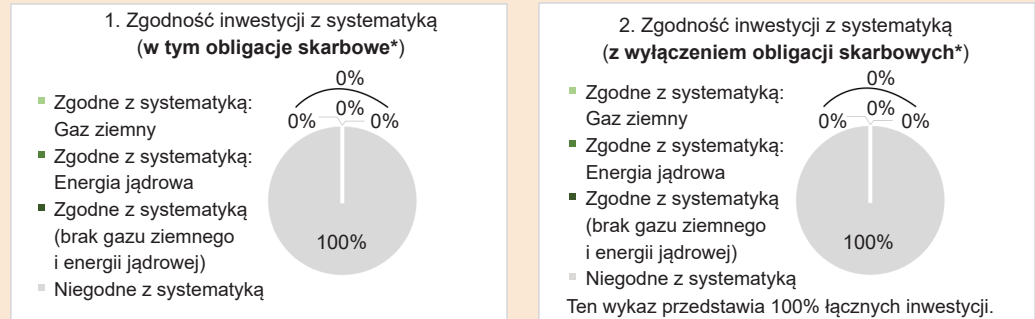 1. Zgodność inwestycji z systematyką
(w tym obligacje skarbowe*)
Zgodne z systematyką:
Gaz ziemny
Zgodne z systematyką:
Energia jądrowa
Zgodne z systematyką
(brak gazu ziemnego
i energii jądrowej)
Niegodne z systematyką
0%
0%
0%
0%
100%
2. Zgodność inwestycji z systematyką
(z wyłączeniem obligacji skarbowych*)
Zgodne z systematyką:
Gaz ziemny
Zgodne z systematyką:
Energia jądrowa
Zgodne z systematyką
(brak gazu ziemnego
i energii jądrowej)
Niegodne z systematyką
0%
0%
0%
0%
100%
Ten wykaz przedstawia 100% łącznych inwestycji.